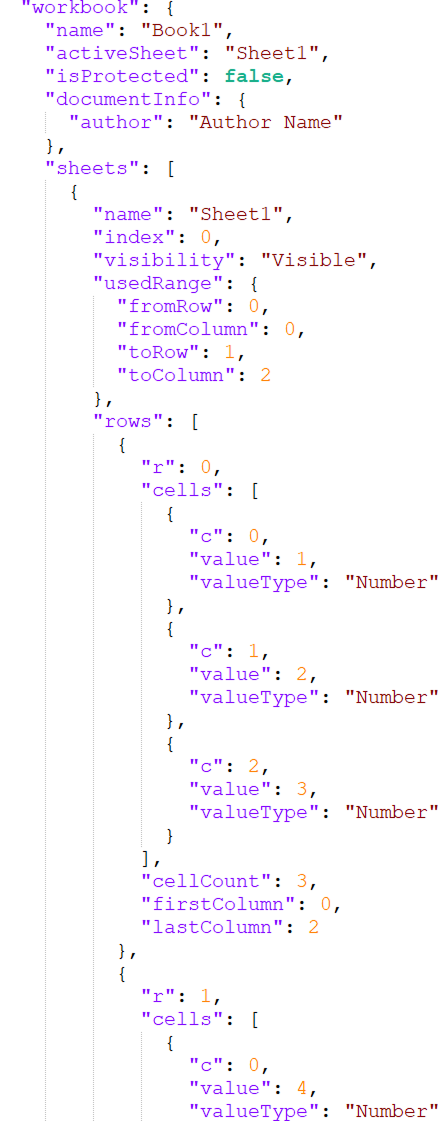 "workbook": {
"name": "Book1",
"activeSheet": "Sheet1",
"isProtected": false,
"documentInfo": {
"author": "Author Name"
},
"sheets": [
{
"name": "Sheet1",
"index": 0,
"visibility": "Visible",
"usedRange": {
"fromRow": 0,
"fromColumn": 0,
"toRow": 1,
"toColumn": 2
},
"rows": [
{
"r": 0,
"cells": [
{
"c": 0,
"value": 1,
"valueType": "Number"
},
{
"c": 1,
"value": 2,
"valueType": "Number"
},
{
"c": 2,
"value": 3,
"valueType": "Number"
}
],
"cellCount": 3,
"firstColumn": 0,
"lastColumn": 2
},
{
"r": 1,
"cells": [
{
"c": 0,
"value": 4,
"valueType": "Number"